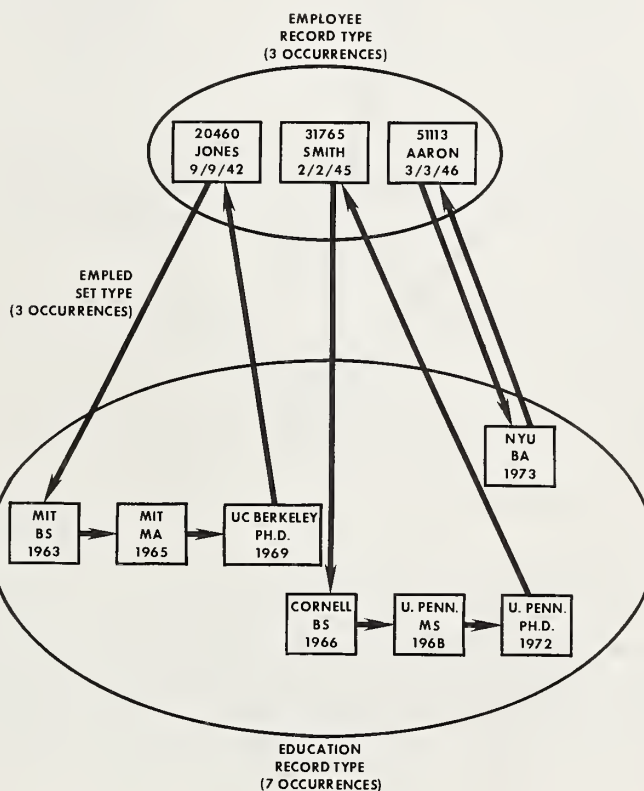 EMPLOYEE
RECORD TYPE
(3 OCCURRENCES)
20460
JONES
9/9/42
31765
SMITH
2/2/45
51113
AARON
3/3/46
EMPLED
SET TYPE
(3 OCCURRENCES)
NYU
BA
1973
MIT
BS
1963
MIT
MA
1965
UC BERKELEY
PH.D.
1969
CORNELL
BS
1966
U. PENN.
MS
196B
U. PENN.
PH.D.
1972
EDUCATION
RECORD TYPE
(7 OCCURRENCES)